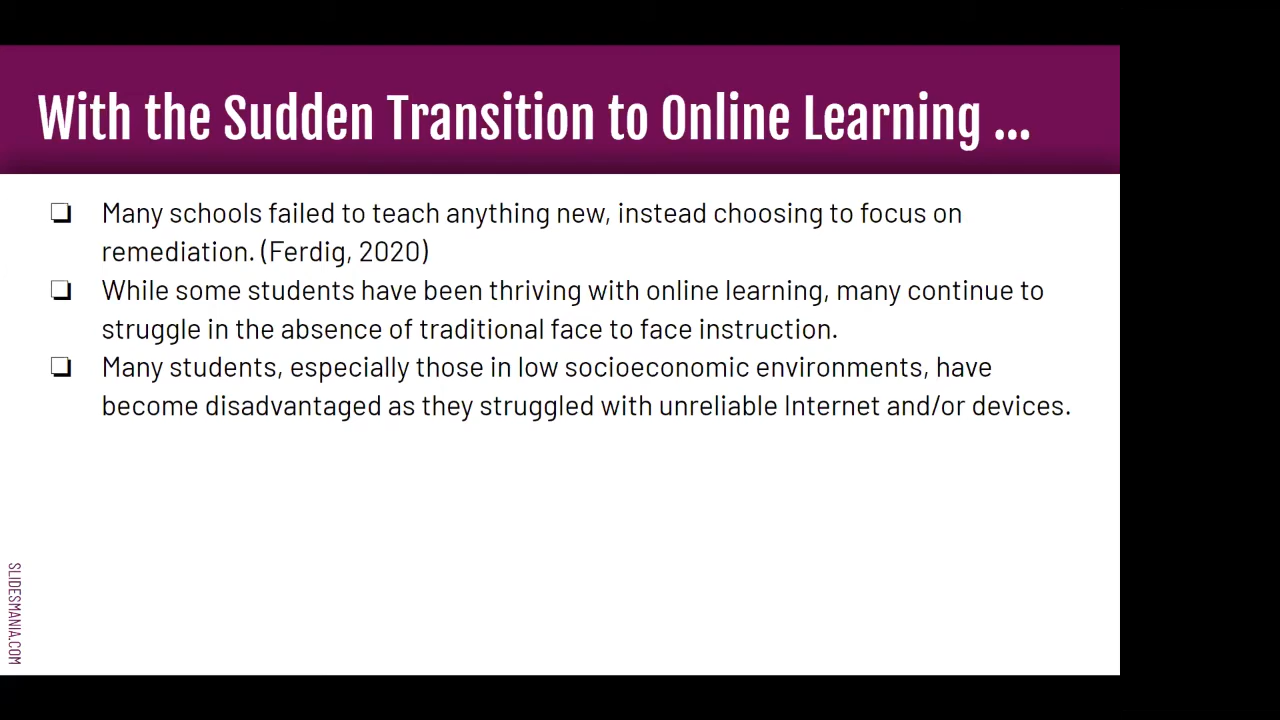 With the Sudden Transition to Online Learning ...
❏ Many schools failed to teach anything new, instead choosing to focus on
remediation. (Ferdig, 2020)
❏ While some students have been thriving with online learning, many continue to
struggle in the absence of traditional face to face instruction.
❏ Many students, especially those in low socioeconomic environments, have
become disadvantaged as they struggled with unreliable Internet and/or devices.
SLIDESMANIA.COM